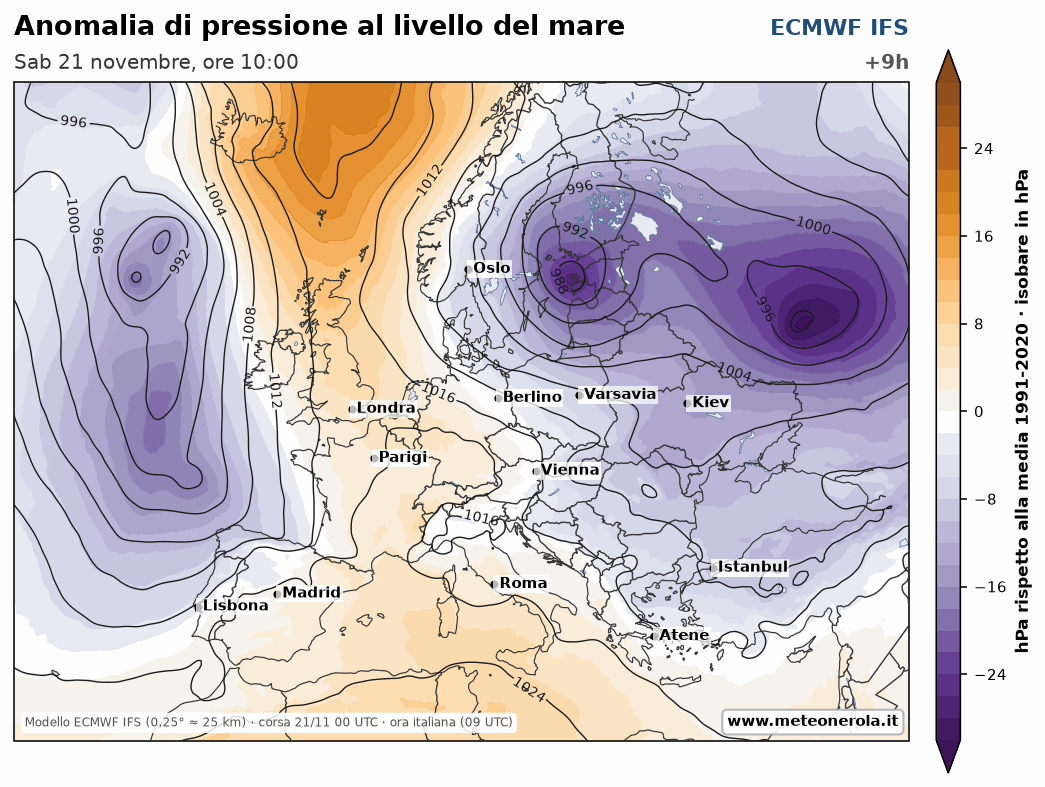 Anomalia di pressione al livello del mare
ECMWF IFS
Sab 21 novembre, ore 10:00
+9h
996
1000
996
992
1004
1012
1008
1012
996
992
988
1000
996
1004
1016
1016
1024
Oslo
Berlino
Varsavia
Kiev
Londra
Parigi
Vienna
Istanbul
Roma
Madrid
Lisbona
Atene
24
16
8
0
−8
−16
−24
hPa rispetto alla media 1991-2020 · isobare in hPa
Modello ECMWF IFS (0,25° ≈ 25 km) · corsa 21/11 00 UTC · ora italiana (09 UTC)
www.meteonerola.it